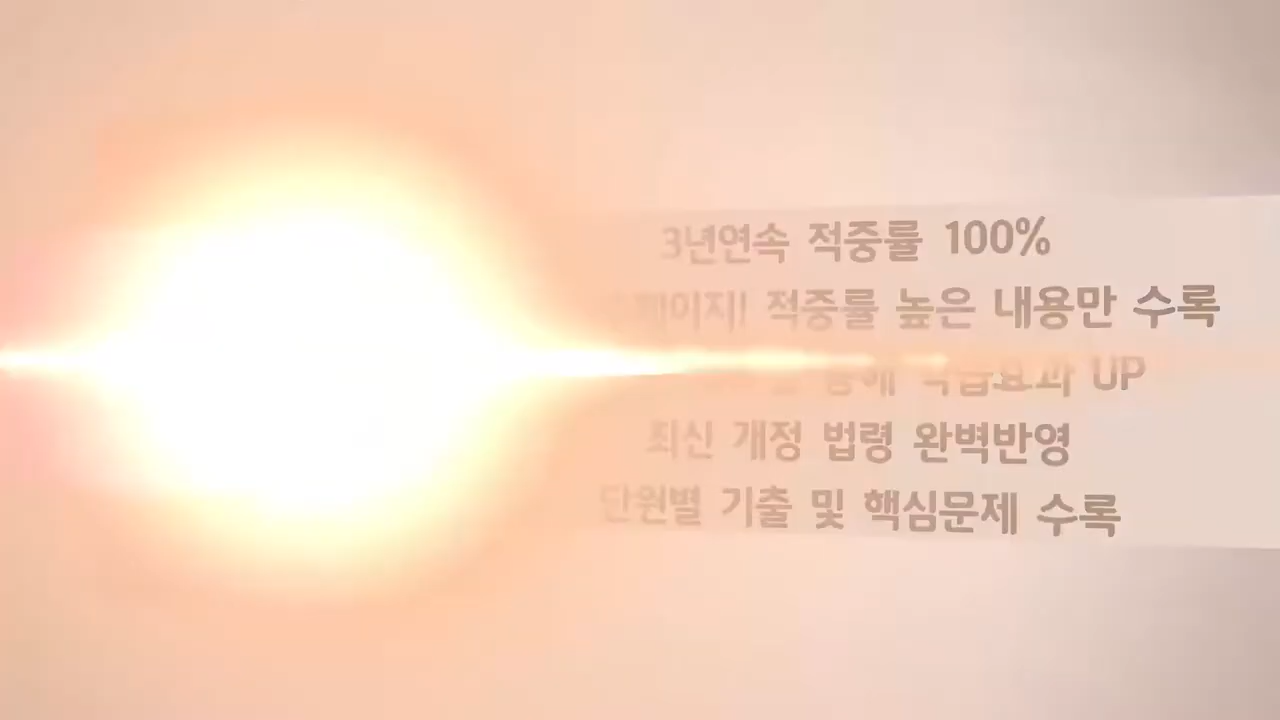 3년연속 적중률 100%
적중률 높은 내용만 수록
UP
최신 개정 법령 완벽반영
단원별 기출 및 핵심문제 수록